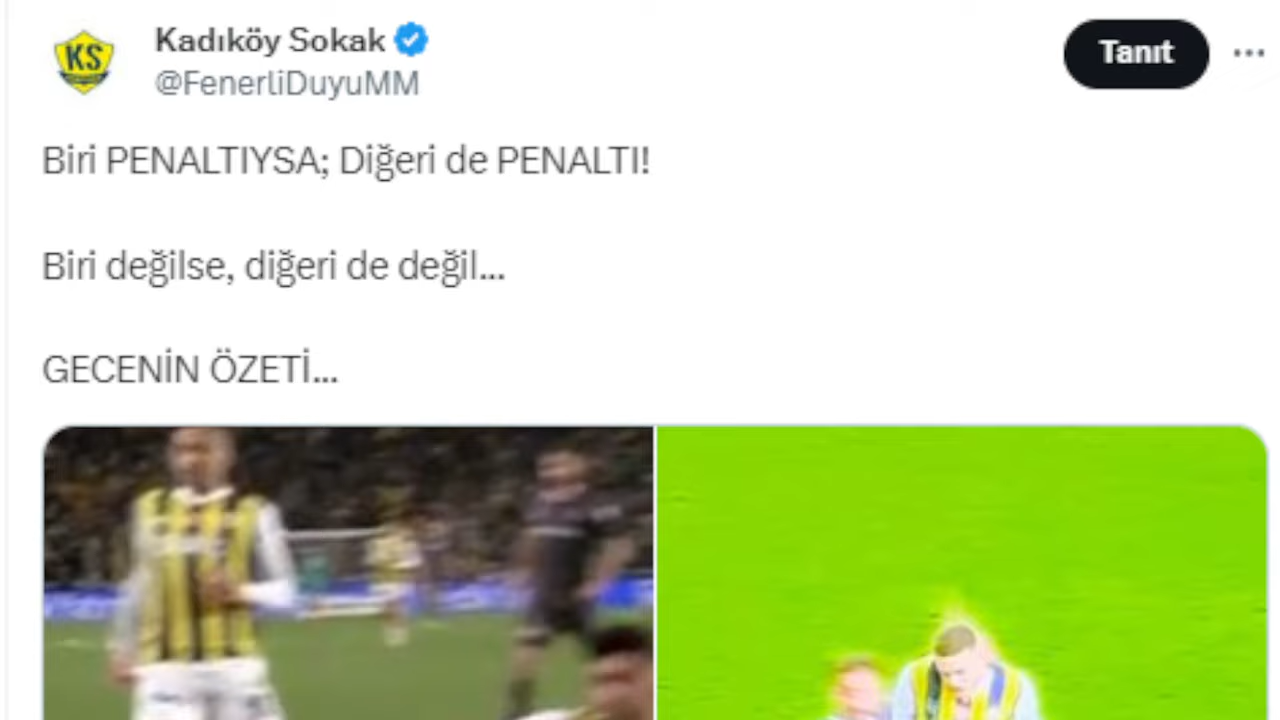 KS
Kadıköy Sokak
Tanıt
@FenerliDuyuMM
Biri PENALTIYSA; Diğeri de PENALTI!
Biri değilse, diğeri de değil...
GECENİN ÖZETİ...